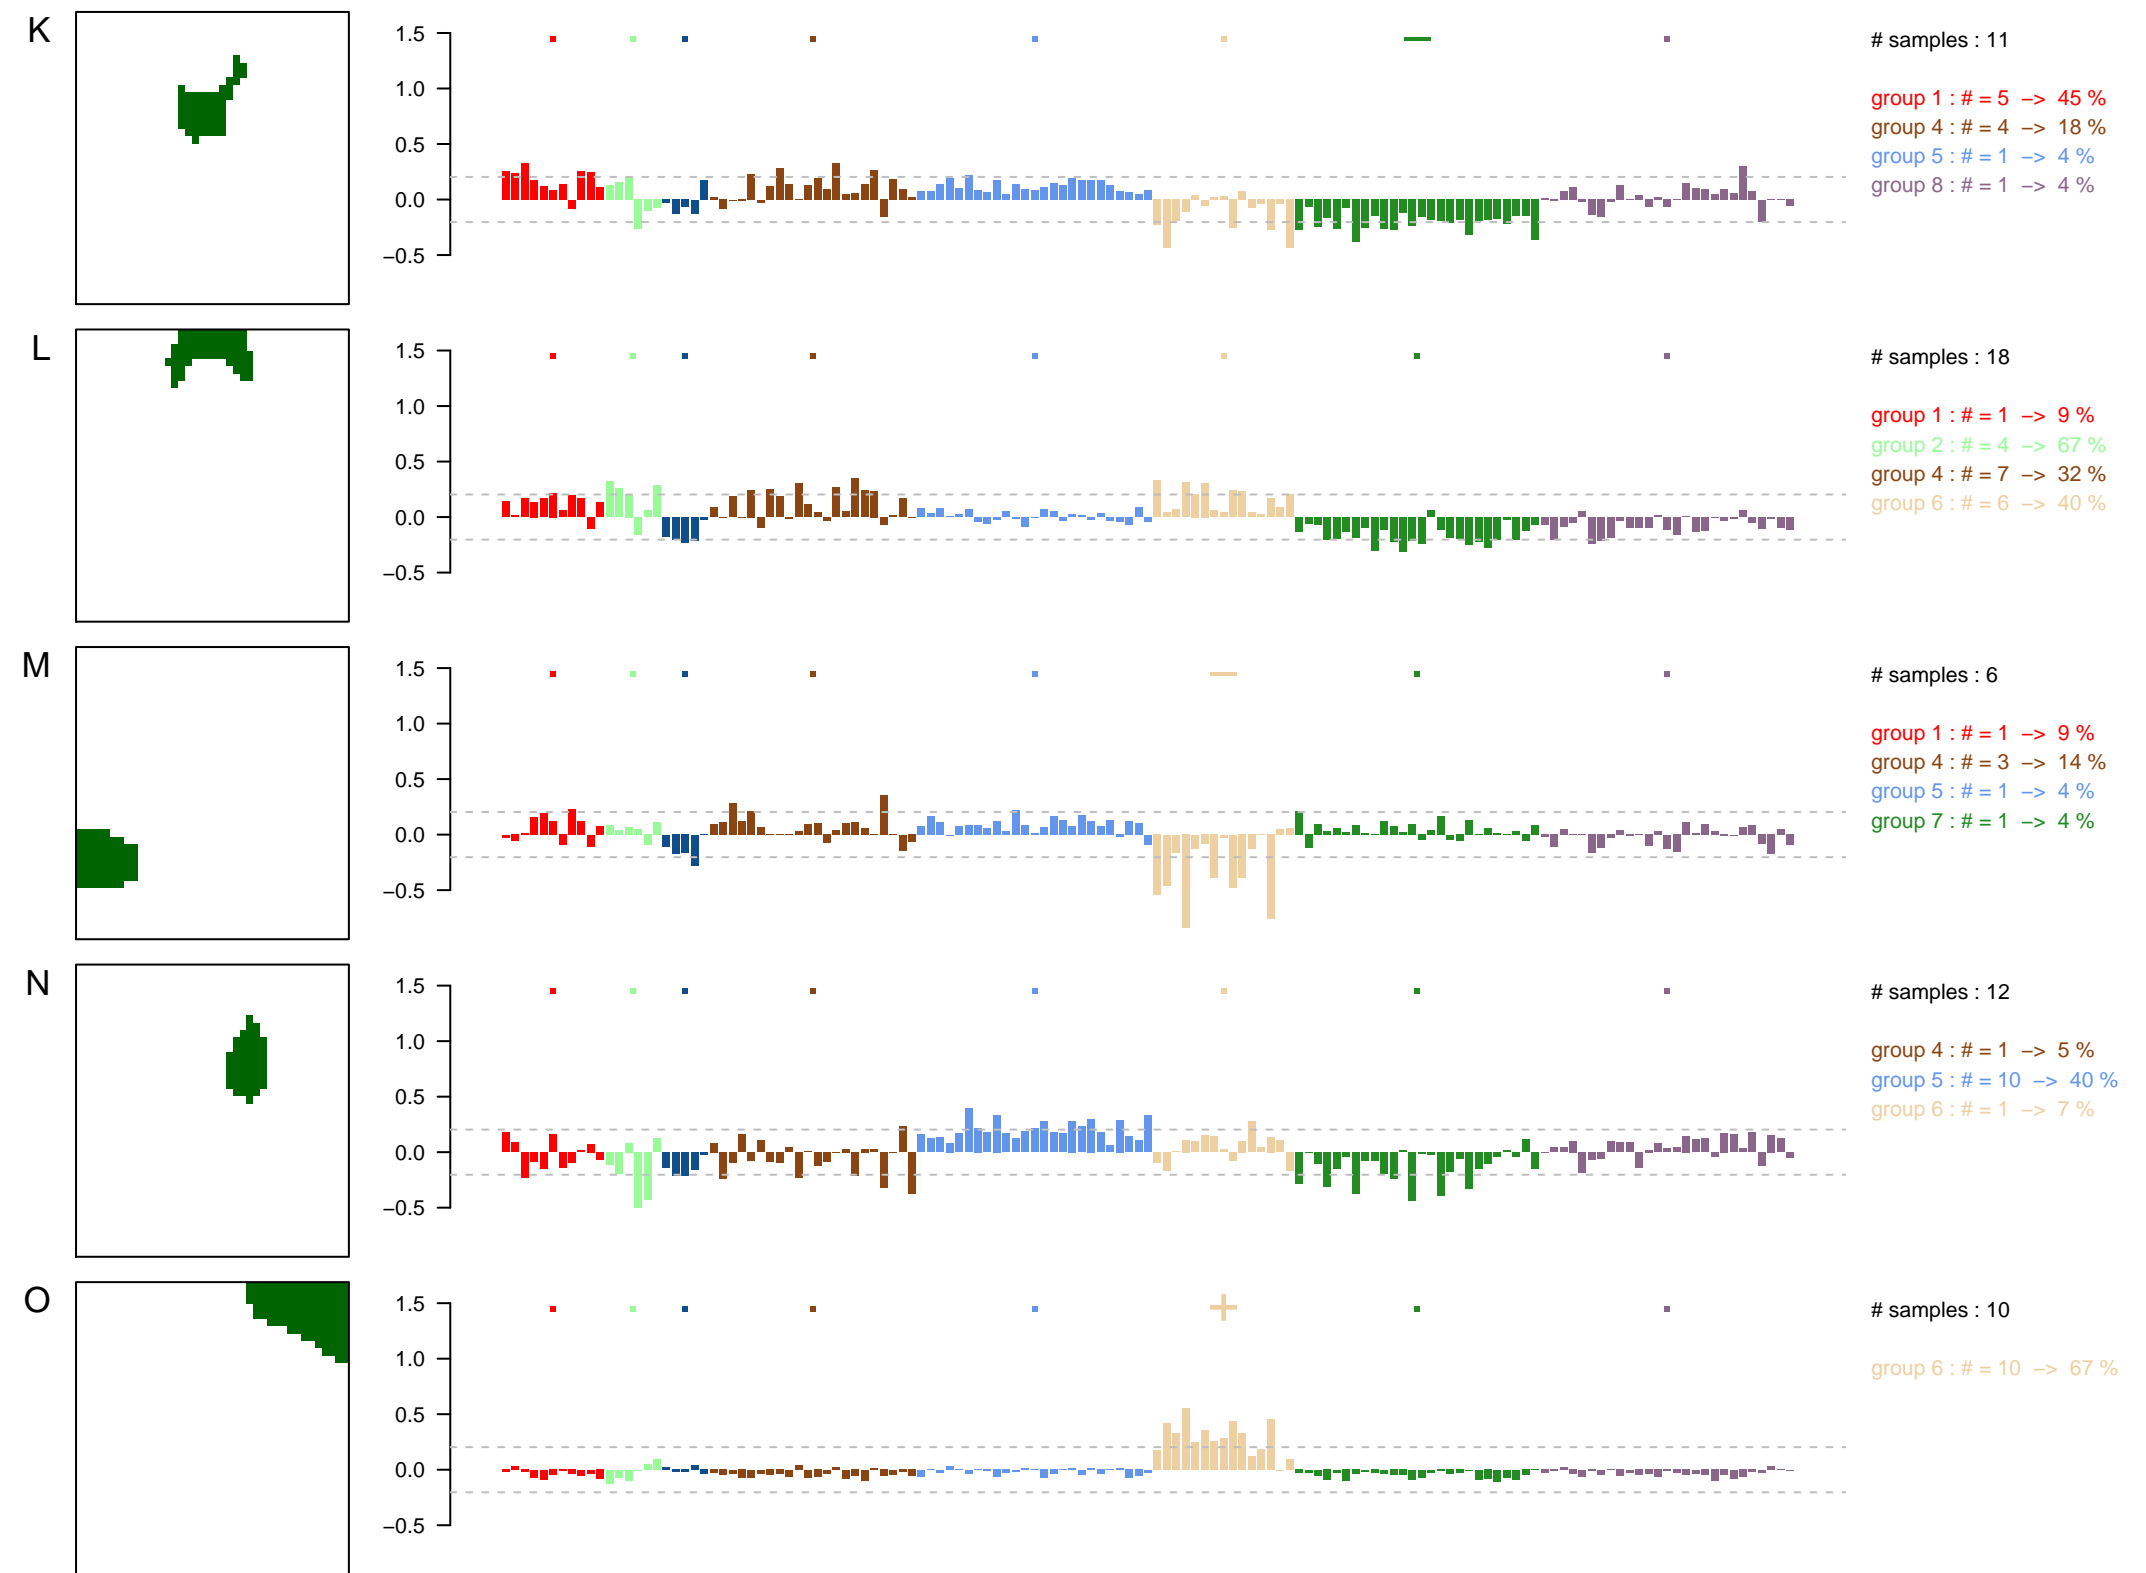 K
1.5
1.0
0.5
0.0
−0.5
# samples : 11
group 1 : # = 5 −> 45 %
group 4 : # = 4 −> 18 %
group 5 : # = 1 −> 4 %
group 8 : # = 1 −> 4 %
L
1.5
1.0
0.5
0.0
−0.5
# samples : 18
group 1 : # = 1 −> 9 %
group 2 : # = 4 −> 67 %
group 4 : # = 7 −> 32 %
group 6 : # = 6 −> 40 %
M
1.5
1.0
0.5
0.0
−0.5
# samples : 6
group 1 : # = 1 −> 9 %
group 4 : # = 3 −> 14 %
group 5 : # = 1 −> 4 %
group 7 : # = 1 −> 4 %
N
1.5
1.0
0.5
0.0
−0.5
# samples : 12
group 4 : # = 1 −> 5 %
group 5 : # = 10 −> 40 %
group 6 : # = 1 −> 7 %
O
1.5
1.0
0.5
0.0
−0.5
# samples : 10
group 6 : # = 10 −> 67 %